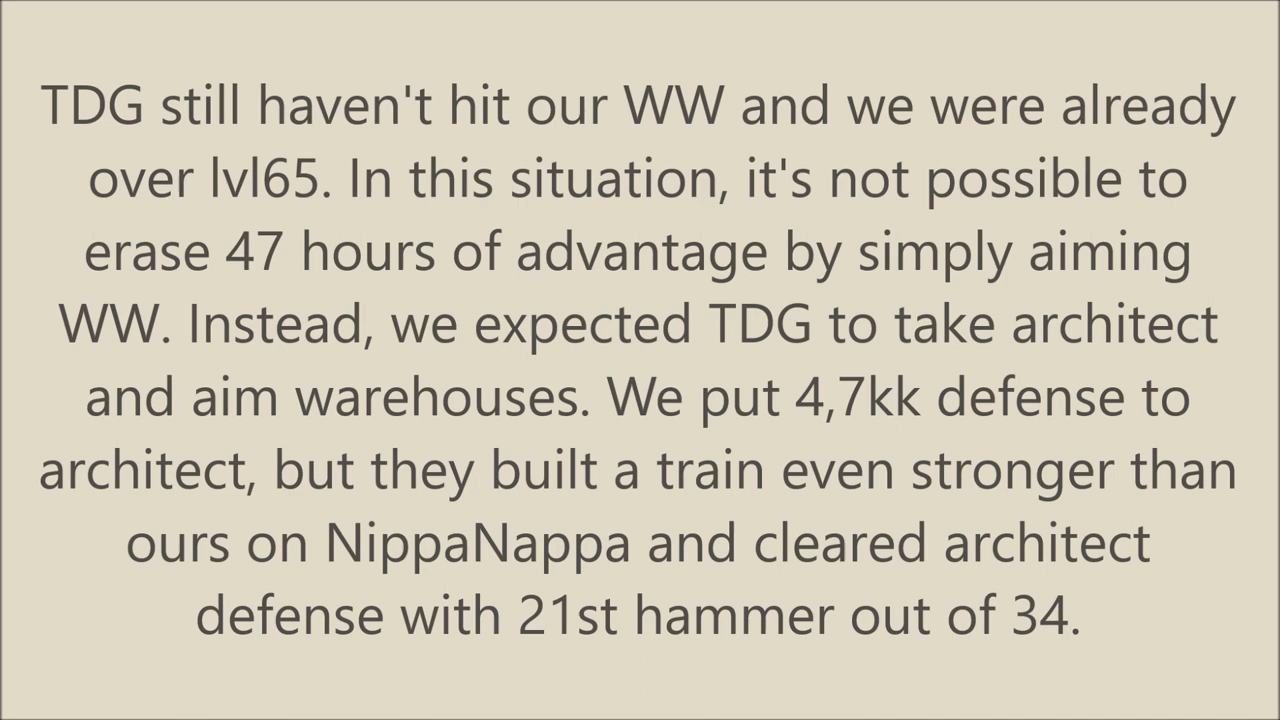 TDG still haven't hit our WW and we were already
over lvl65. In this situation, it's not possible to
erase 47 hours of advantage by simply aiming
WW. Instead, we expected TDG to take architect
and aim warehouses. We put 4,7kk defense to
architect, but they built a train even stronger than
ours on NippaNappa and cleared architect
defense with 21st hammer out of 34.